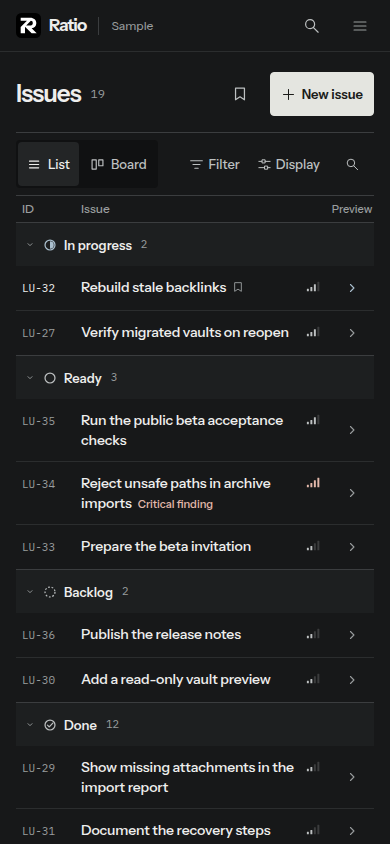 Ratio
Sample
Issues 19
New issue
List
Board
Filter
Display
ID Issue Preview
In progress 2
LU-32 Rebuild stale backlinks
LU-27 Verify migrated vaults on reopen
Ready 3
LU-35 Run the public beta acceptance
checks
LU-34 Reject unsafe paths in archive
imports Critical finding
LU-33 Prepare the beta invitation
Backlog 2
LU-36 Publish the release notes
LU-30 Add a read-only vault preview
Done 12
LU-29 Show missing attachments in the
import report
LU-31 Document the recovery steps